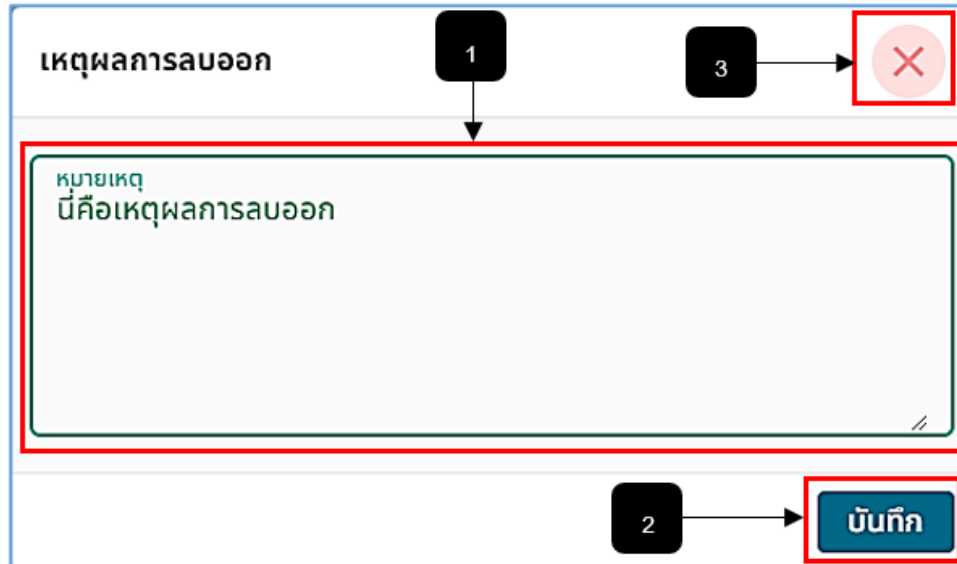 เหตุผลการลบออก
1
3
หมายเหตุ
นี่คือเหตุผลการลบออก
2
บันทึก